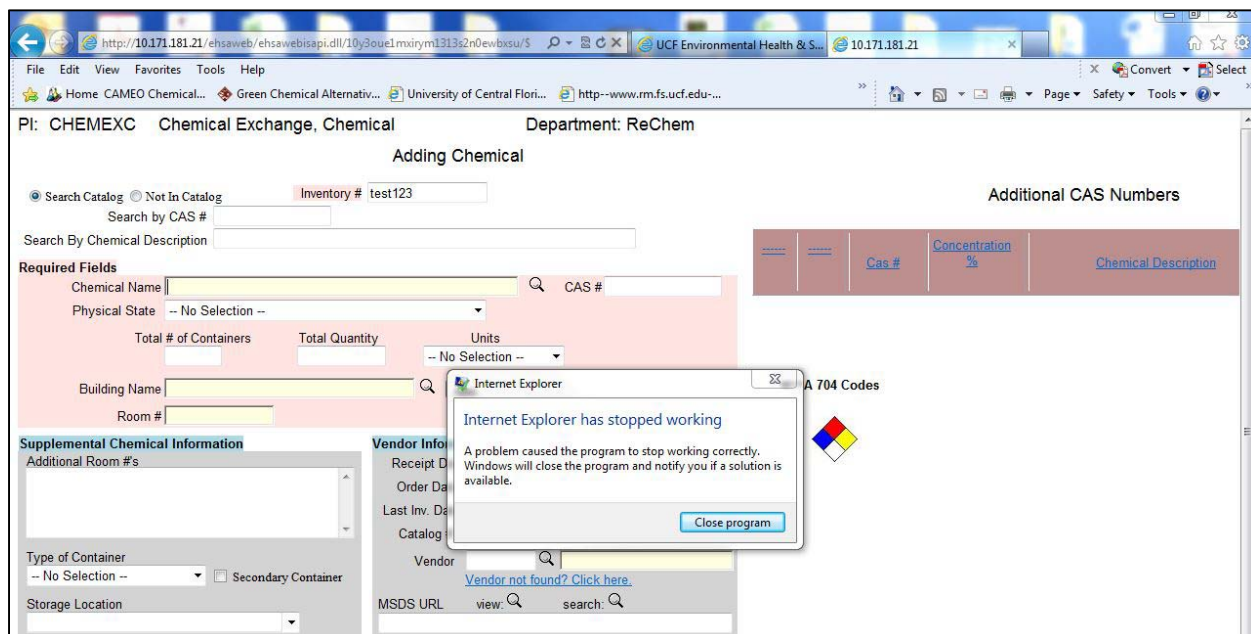 http://10.171.181.21/ehsaweb/ehsawebisapi.dll/10y3oue1mxirym1313s2n0ewbxsu/$
UCF Environmental Health & S...
10.171.181.21
File Edit View Favorites Tools Help
Convert
Select
Home CAMEO Chemical... Green Chemical Alternativ... University of Central Flori... http--www.rm.fs.ucf.edu-...
Page Safety Tools
PI: CHEMEXC Chemical Exchange, Chemical Department: ReChem
Adding Chemical
Search Catalog Not In Catalog Inventory # test123
Additional CAS Numbers
Search by CAS #
Search By Chemical Description
------ ------ Cas # Concentration % Chemical Description
Required Fields
Chemical Name CAS #
Physical State -- No Selection --
Total # of Containers Total Quantity Units
-- No Selection --
Building Name
Room #
A 704 Codes
Internet Explorer
Internet Explorer has stopped working
A problem caused the program to stop working correctly.
Windows will close the program and notify you if a solution is
available.
Close program
Supplemental Chemical Information
Additional Room #'s
Type of Container
-- No Selection -- Secondary Container
Storage Location
Vendor Infor
Receipt D
Order Da
Last Inv. Da
Catalog
Vendor
Vendor not found? Click here.
MSDS URL view: search: